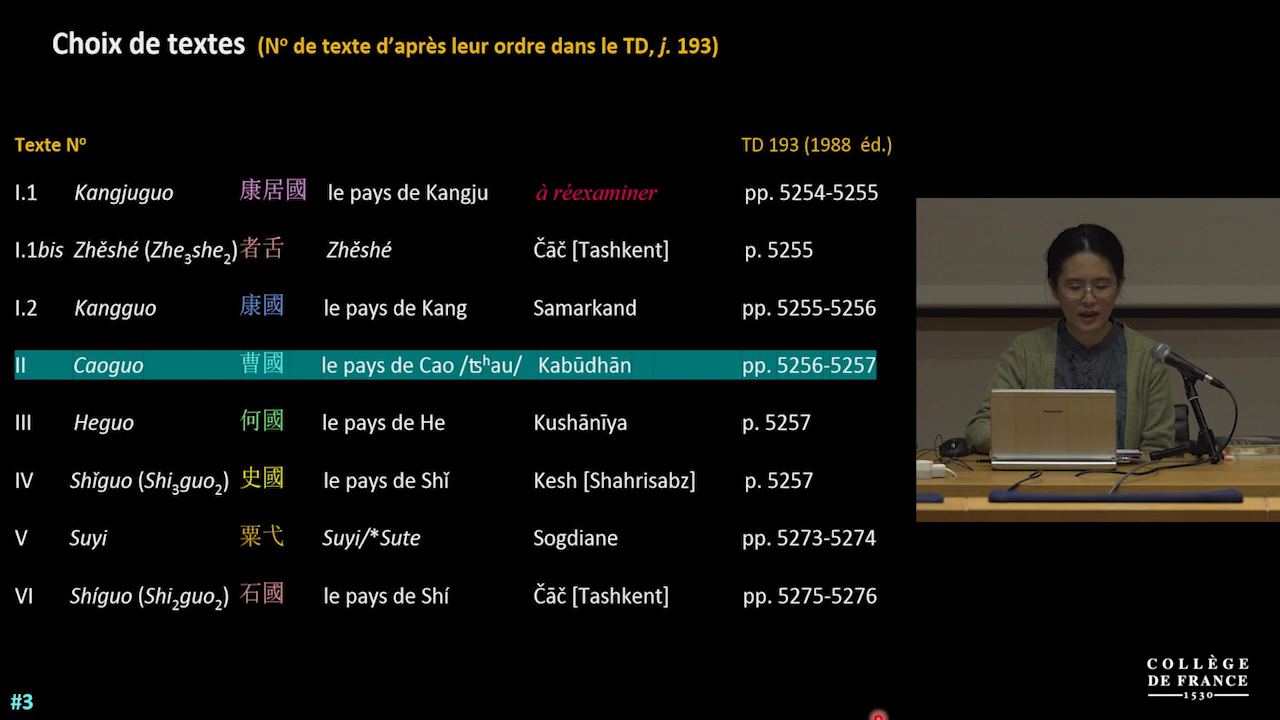 Choix de textes (Nº de texte d'après leur ordre dans le TD, j. 193)
Texte Nº TD 193 (1988 éd.)
I.1 Kangjuguo 康居國 le pays de Kangju à réexaminer pp. 5254-5255
I.1bis Zhěshé (Zhe₃she₂) 者舌 Zhěshé Čāč [Tashkent] p. 5255
I.2 Kangguo 康國 le pays de Kang Samarkand pp. 5255-5256
II Caoguo 曹國 le pays de Cao /ʦʰau/ Kabūdhān pp. 5256-5257
III Heguo 何國 le pays de He Kushānīya p. 5257
IV Shǐguo (Shi₃guo₂) 史國 le pays de Shǐ Kesh [Shahrisabz] p. 5257
V Suyi 粟弋 Suyi/*Sute Sogdiane pp. 5273-5274
VI Shíguo (Shi₂guo₂) 石國 le pays de Shí Čāč [Tashkent] pp. 5275-5276
COLLÈGE
DE FRANCE
1530
#3